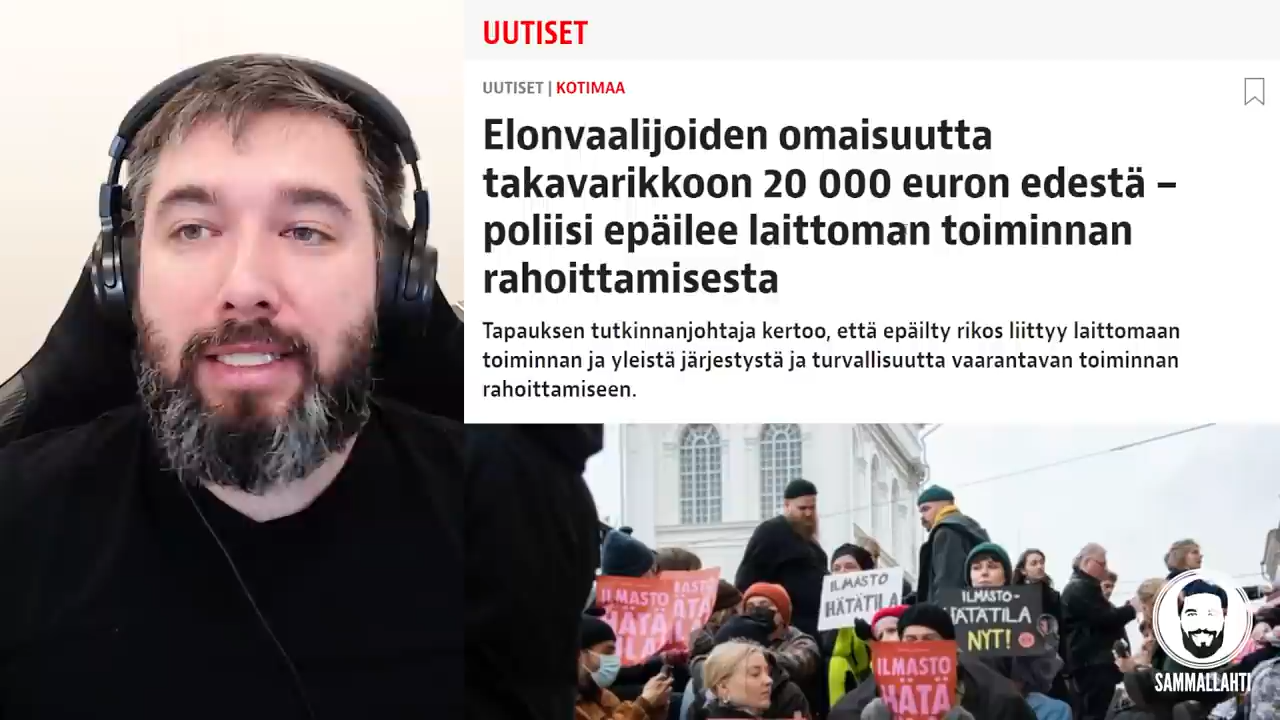 UUTISET
UUTISET | KOTIMAA
Elonvaalijoiden omaisuutta
takavarikkoon 20 000 euron edestä –
poliisi epäilee laittoman toiminnan
rahoittamisesta
Tapauksen tutkinnanjohtaja kertoo, että epäilty rikos liittyy laittomaan
toiminnan ja yleistä järjestystä ja turvallisuutta vaarantavan toiminnan
rahoittamiseen.
ILMASTO
HÄTÄ
ILMASTO
HÄTÄTILA
ILMASTO-
HÄTÄTILA
NYT!
ILMASTO
HÄTÄ
SAMMALLAHTI